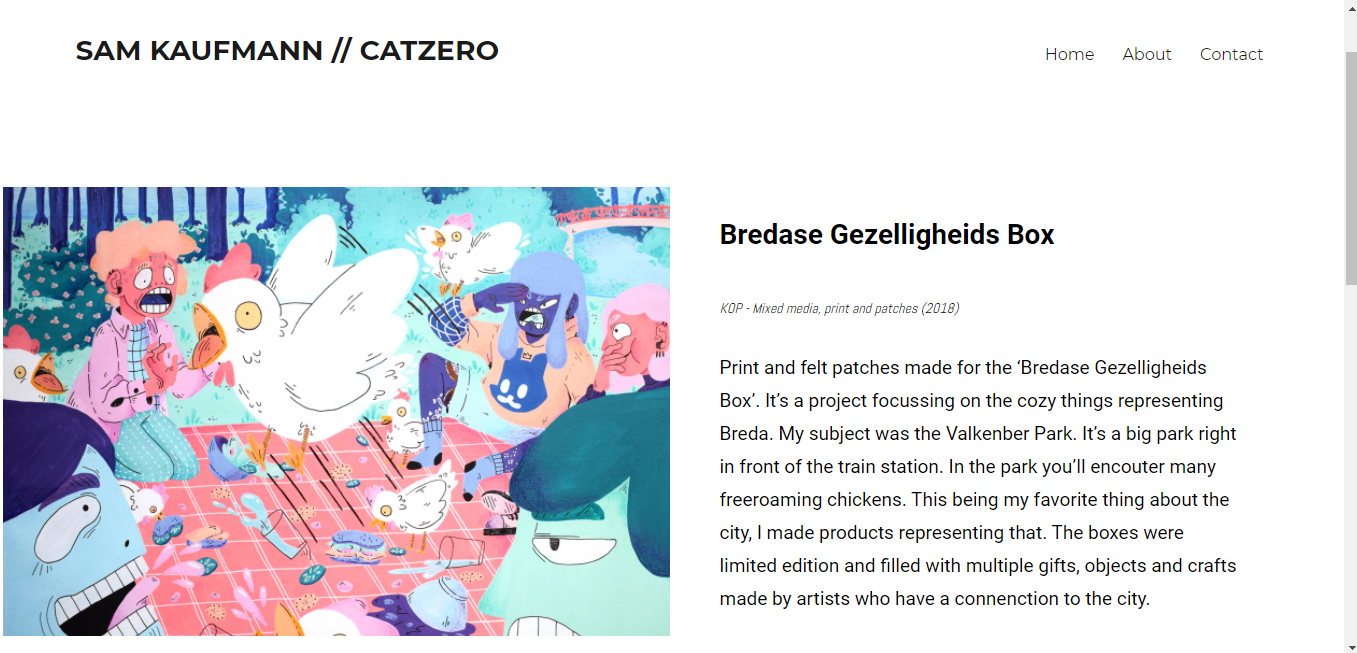 SAM KAUFMANN // CATZERO
Home About Contact
Bredase Gezelligheids Box
KOP - Mixed media, print and patches (2018)
Print and felt patches made for the ‘Bredase Gezelligheids
Box’. It’s a project focussing on the cozy things representing
Breda. My subject was the Valkenber Park. It’s a big park right
in front of the train station. In the park you’ll encouter many
freeroaming chickens. This being my favorite thing about the
city, I made products representing that. The boxes were
limited edition and filled with multiple gifts, objects and crafts
made by artists who have a connenction to the city.